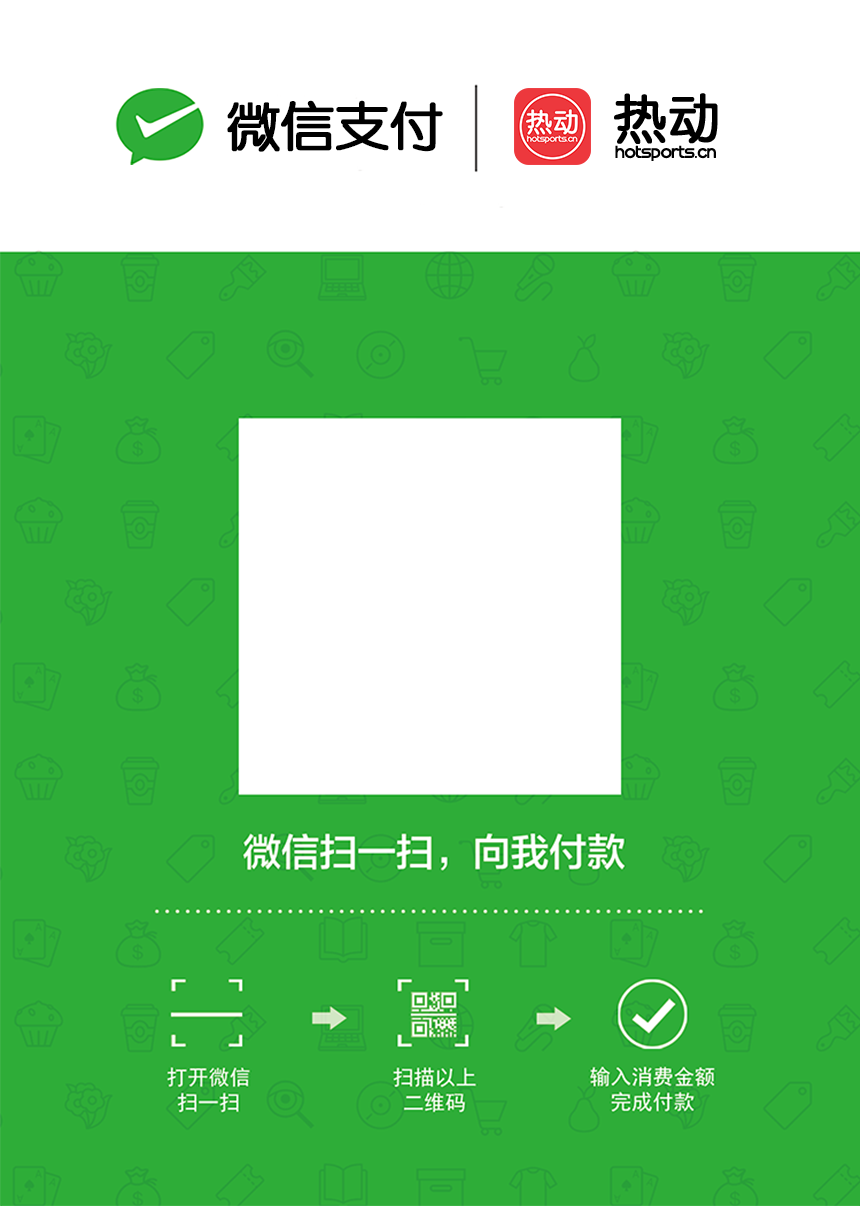 微信支付
热动
hotsports.cn
热动
hotsports.cn
微信扫一扫，向我付款
打开微信
扫一扫
扫描以上
二维码
输入消费金额
完成付款